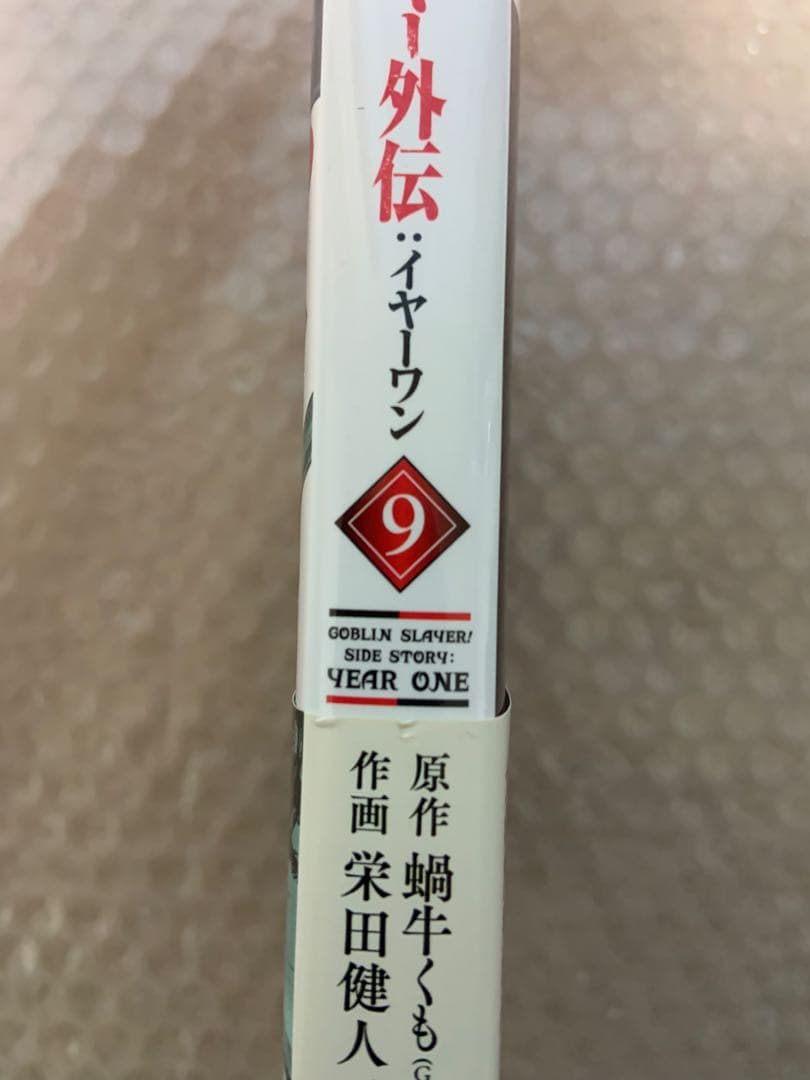 ー外伝
:イヤーワン
9
GOBLIN SLAYER!
SIDE STORY:
YEAR ONE
原作 蝸牛くも(G
作画 栄田健人